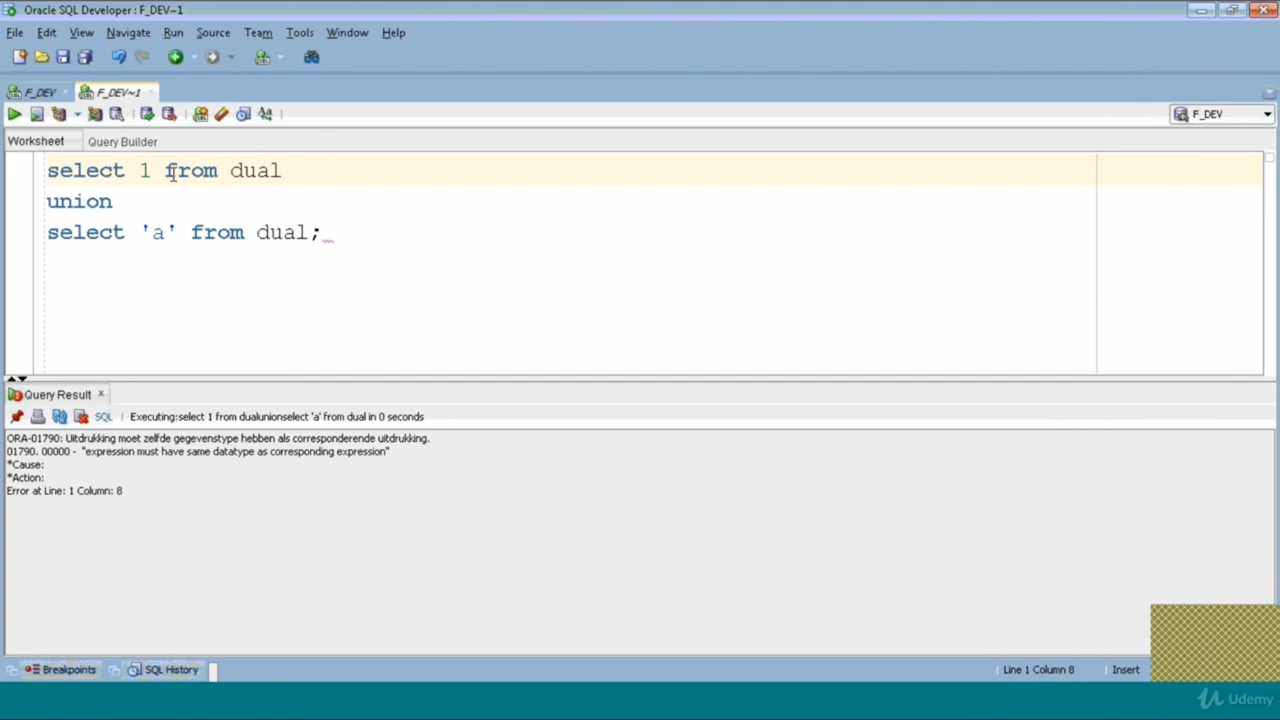 Oracle SQL Developer : F_DEV~1
File Edit View Navigate Run Source Team Tools Window Help
F_DEV F_DEV~1
F_DEV
Worksheet Query Builder
select 1 from dual
union
select 'a' from dual;
Query Result
SQL Executing:select 1 from dualunionselect 'a' from dual in 0 seconds
ORA-01790: Uitdrukking moet zelfde gegevenstype hebben als corresponderende uitdrukking.
01790. 00000 - "expression must have same datatype as corresponding expression"
*Cause:
*Action:
Error at Line: 1 Column: 8
Breakpoints SQL History Line 1 Column 8 Insert
Udemy